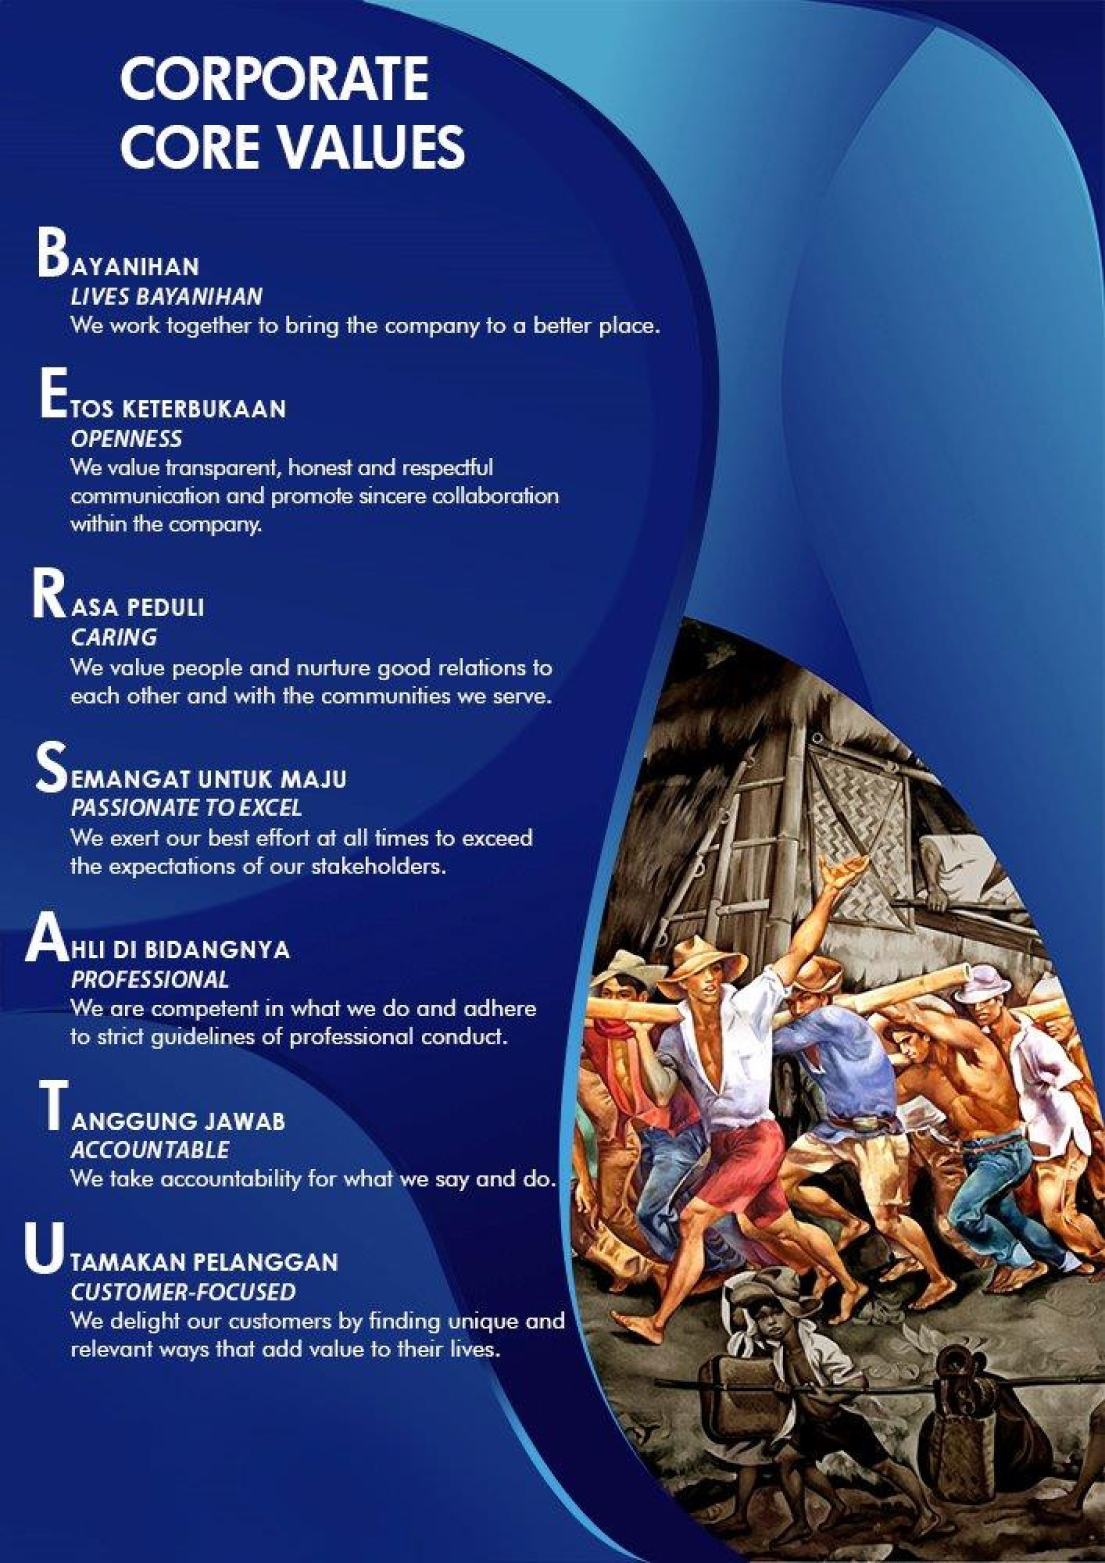 CORPORATE
CORE VALUES
BAYANIHAN
LIVES BAYANIHAN
We work together to bring the company to a better place.
ETOS KETERBUKAAN
OPENNESS
We value transparent, honest and respectful
communication and promote sincere collaboration
within the company.
RASA PEDULI
CARING
We value people and nurture good relations to
each other and with the communities we serve.
SEMANGAT UNTUK MAJU
PASSIONATE TO EXCEL
We exert our best effort at all times to exceed
the expectations of our stakeholders.
AHLI DI BIDANGNYA
PROFESSIONAL
We are competent in what we do and adhere
to strict guidelines of professional conduct.
TANGGUNG JAWAB
ACCOUNTABLE
We take accountability for what we say and do.
UTAMAKAN PELANGGAN
CUSTOMER-FOCUSED
We delight our customers by finding unique and
relevant ways that add value to their lives.